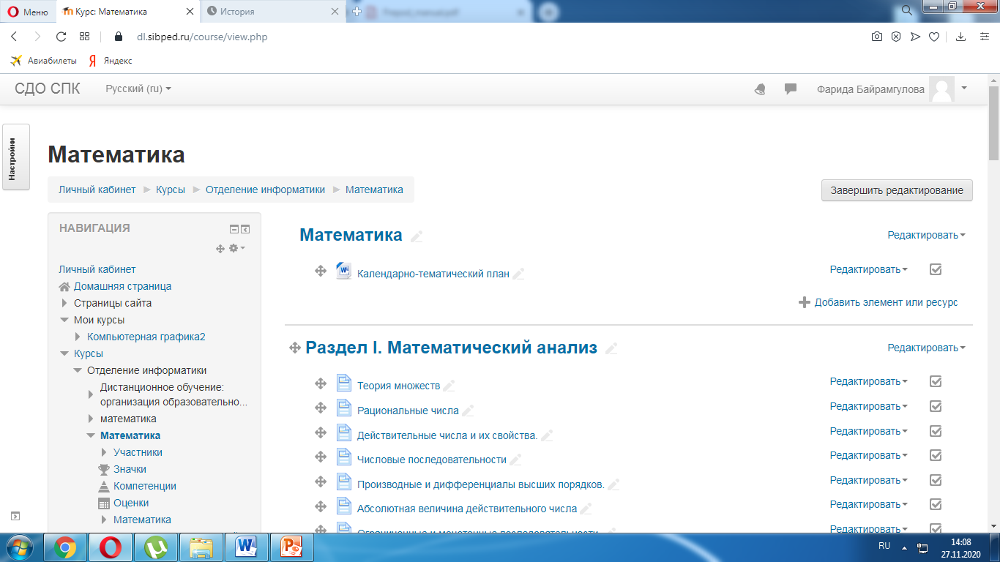 Меню
Курс: Математика
История
dl.sibped.ru/course/view.php
Авиабилеты
Яндекс
СДО СПК
Русский (ru)
Фарида Байрамгулова
Настройки
Математика
Личный кабинет
Курсы
Отделение информатики
Математика
Завершить редактирование
НАВИГАЦИЯ
Личный кабинет
Домашняя страница
Страницы сайта
Мои курсы
Компьютерная графика2
Курсы
Отделение информатики
Дистанционное обучение:
организация образовательно...
математика
Математика
Участники
Значки
Компетенции
Оценки
Математика
Математика
Редактировать
Календарно-тематический план
Редактировать
Добавить элемент или ресурс
Раздел I. Математический анализ
Редактировать
Теория множеств
Редактировать
Рациональные числа
Редактировать
Действительные числа и их свойства.
Редактировать
Числовые последовательности
Редактировать
Производные и дифференциалы высших порядков.
Редактировать
Абсолютная величина действительного числа
Редактировать
Ограниченные и монотонные последовательности.
Редактировать
RU
14:08
27.11.2020